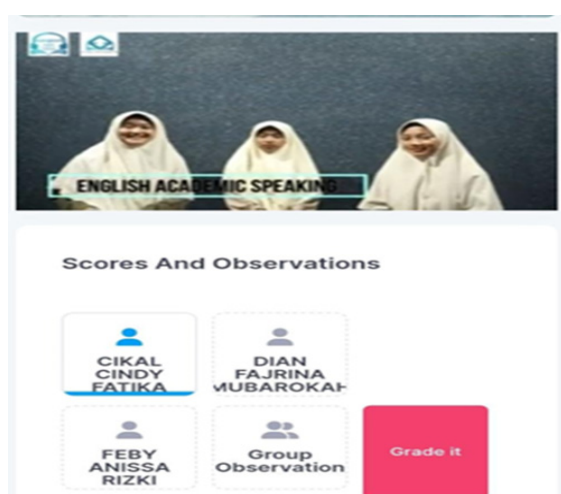 ENGLISH ACADEMIC SPEAKING
Scores And Observations
CIKAL
CINDY
FATIKA
DIAN
FAJRINA
MUBAROKAH
FEBY
ANISSA
RIZKI
Group
Observation
Grade it